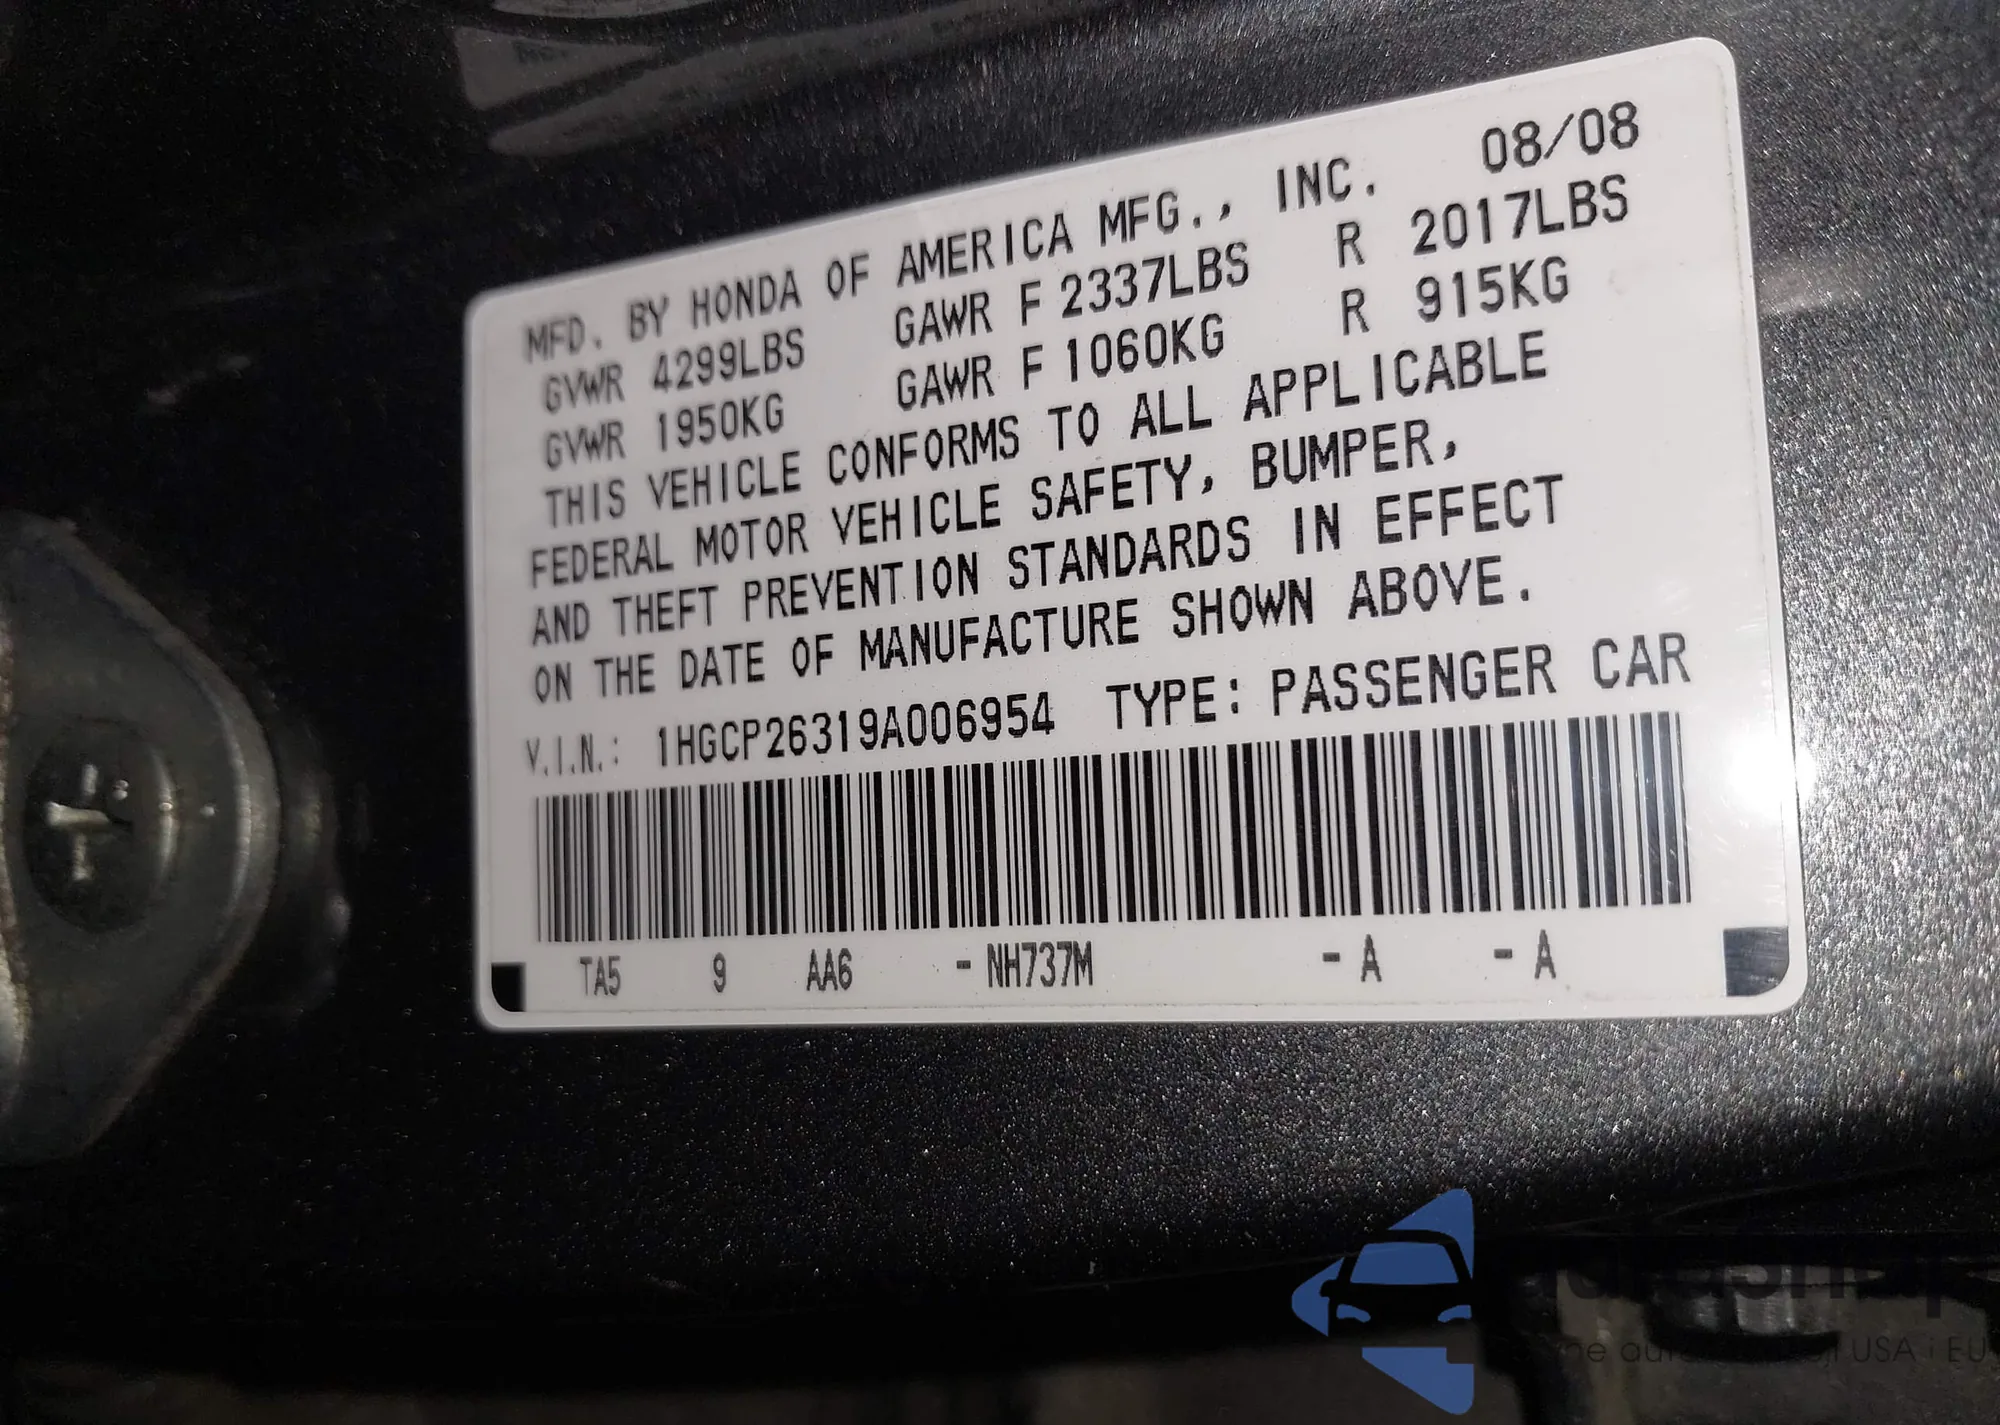 MFD. BY HONDA OF AMERICA MFG., INC. 08/08
GVWR 4299LBS GAWR F 2337LBS R 2017LBS
GVWR 1950KG GAWR F 1060KG R 915KG
THIS VEHICLE CONFORMS TO ALL APPLICABLE
FEDERAL MOTOR VEHICLE SAFETY, BUMPER,
AND THEFT PREVENTION STANDARDS IN EFFECT
ON THE DATE OF MANUFACTURE SHOWN ABOVE.
V.I.N.: 1HGCP26319A006954 TYPE: PASSENGER CAR
TA5 9 AA6 - NH737M - A - A
USA i EU